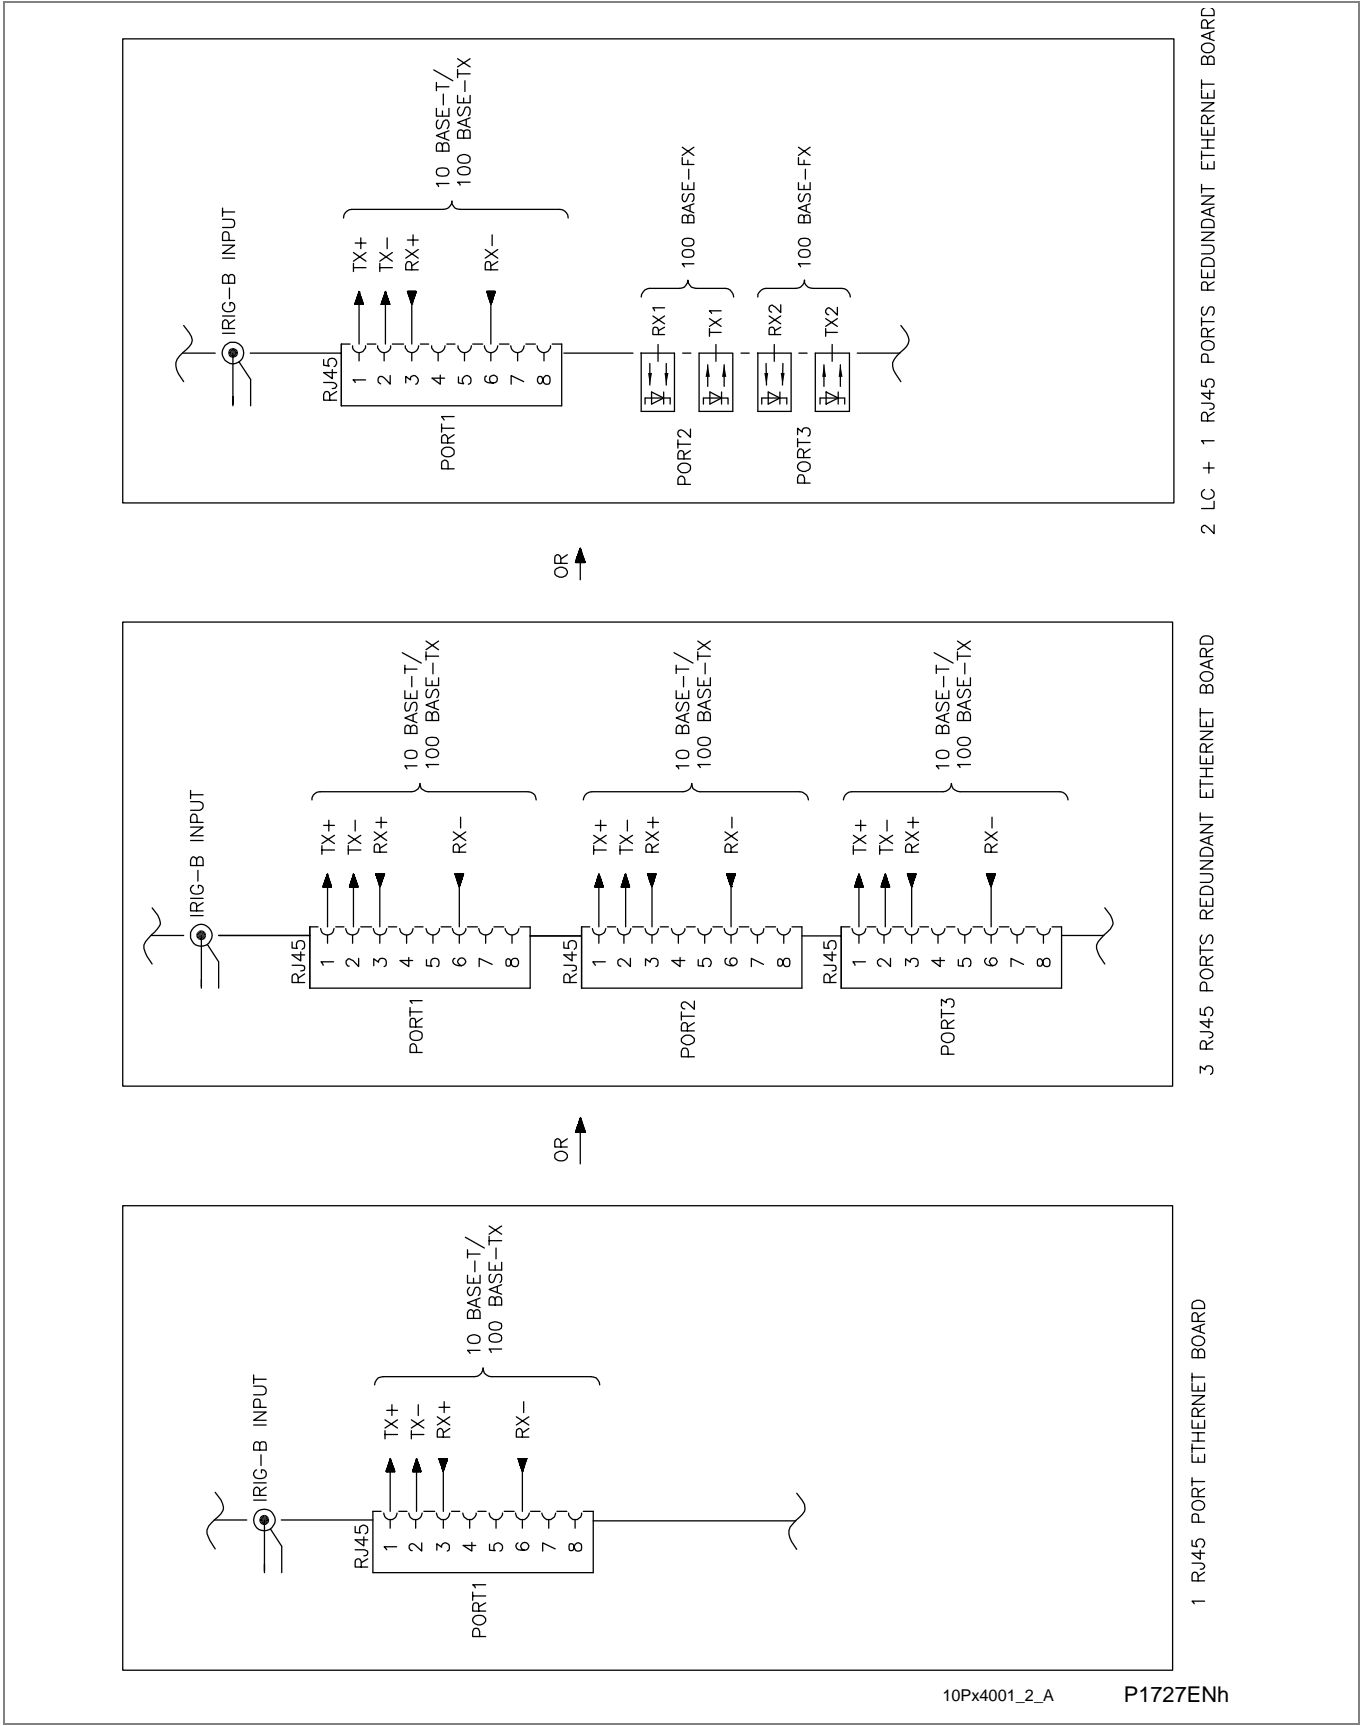 IRIG-B INPUT
RJ45
1
2
3
4
5
6
7
8
TX+
TX-
RX+
RX-
10 BASE-T/
100 BASE-TX
PORT1
RX1
TX1
100 BASE-FX
PORT2
RX2
TX2
100 BASE-FX
PORT3
2 LC + 1 RJ45 PORTS REDUNDANT ETHERNET BOARD
OR
IRIG-B INPUT
RJ45
1
2
3
4
5
6
7
8
TX+
TX-
RX+
RX-
10 BASE-T/
100 BASE-TX
PORT1
RJ45
1
2
3
4
5
6
7
8
TX+
TX-
RX+
RX-
10 BASE-T/
100 BASE-TX
PORT2
RJ45
1
2
3
4
5
6
7
8
TX+
TX-
RX+
RX-
10 BASE-T/
100 BASE-TX
PORT3
3 RJ45 PORTS REDUNDANT ETHERNET BOARD
OR
IRIG-B INPUT
RJ45
1
2
3
4
5
6
7
8
TX+
TX-
RX+
RX-
10 BASE-T/
100 BASE-TX
PORT1
1 RJ45 PORT ETHERNET BOARD
10Px4001_2_A
P1727ENh